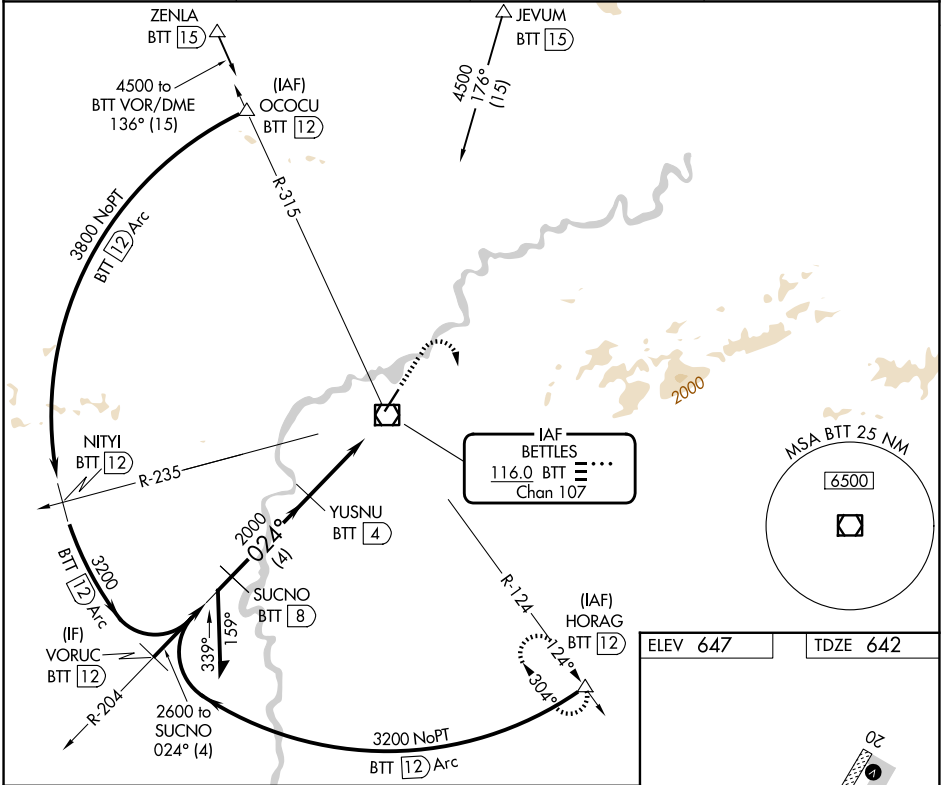 ZENLA
BTT 15
JEVUM
BTT 15
4500 to
BTT VOR/DME
136° (15)
(IAF)
OCOCU
BTT 12
4500
176°
(15)
R-315
3800 NoPT
BTT 12 Arc
2000
NITYI
BTT 12
R-235
IAF
BETTLES
116.0 BTT
Chan 107
MSA BTT 25 NM
6500
YUSNU
BTT 4
2000
024°
(4)
3200
BTT 12 Arc
SUCNO
BTT 8
R-124
(IAF)
HORAG
BTT 12
(IF)
VORUC
BTT 12
339°
159°
124°
304°
R-204
2600 to
SUCNO
024° (4)
3200 NoPT
BTT 12 Arc
ELEV 647
TDZE 642
20
V